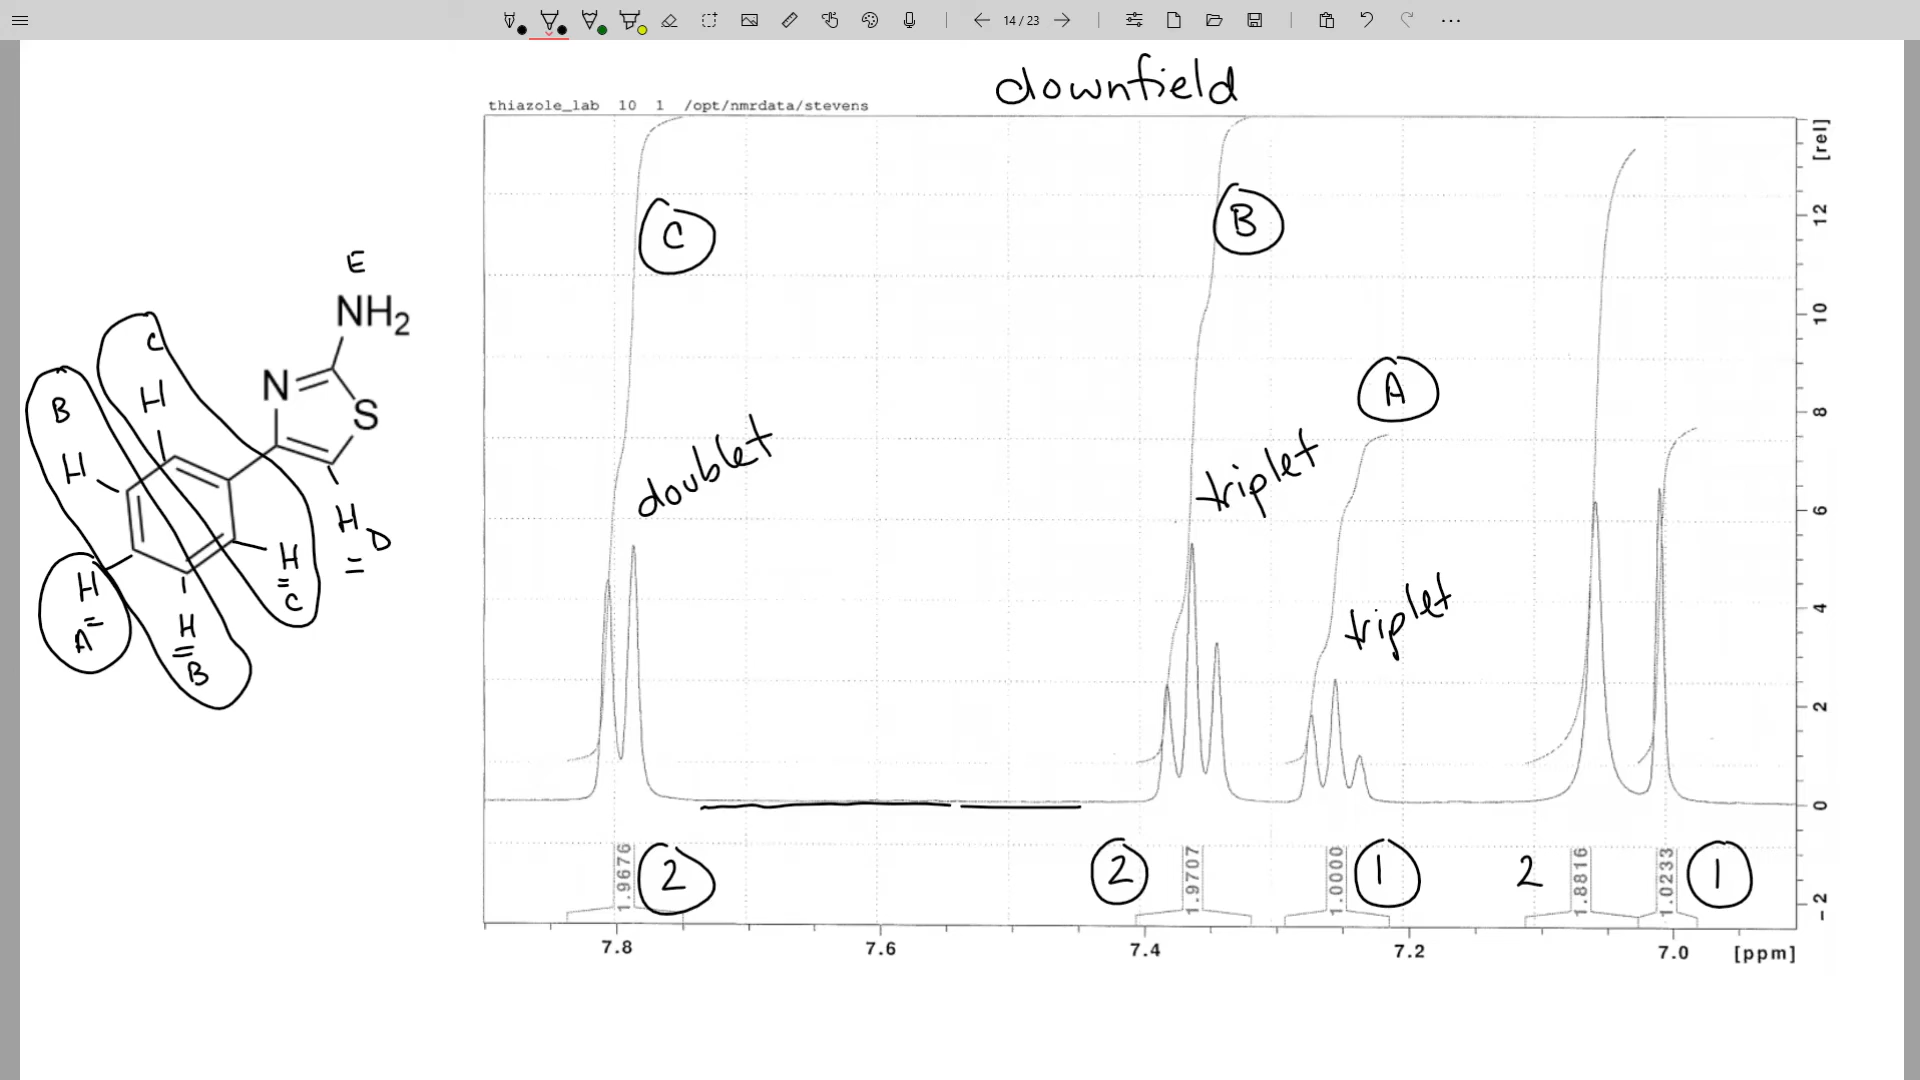 14 / 23
downfield
thiazole_lab 10 1 /opt/nmrdata/stevens
[rel]
C
B
12
E
NH2
C
10
A
B
H
N
S
8
doublet
triplet
H
H
D
6
H
C
H
A
H
B
triplet
4
2
0
1.9676
2
2
1.9707
1.0000
1
2
1.8816
1.0233
1
-2
7.8 7.6 7.4 7.2 7.0 [ppm]